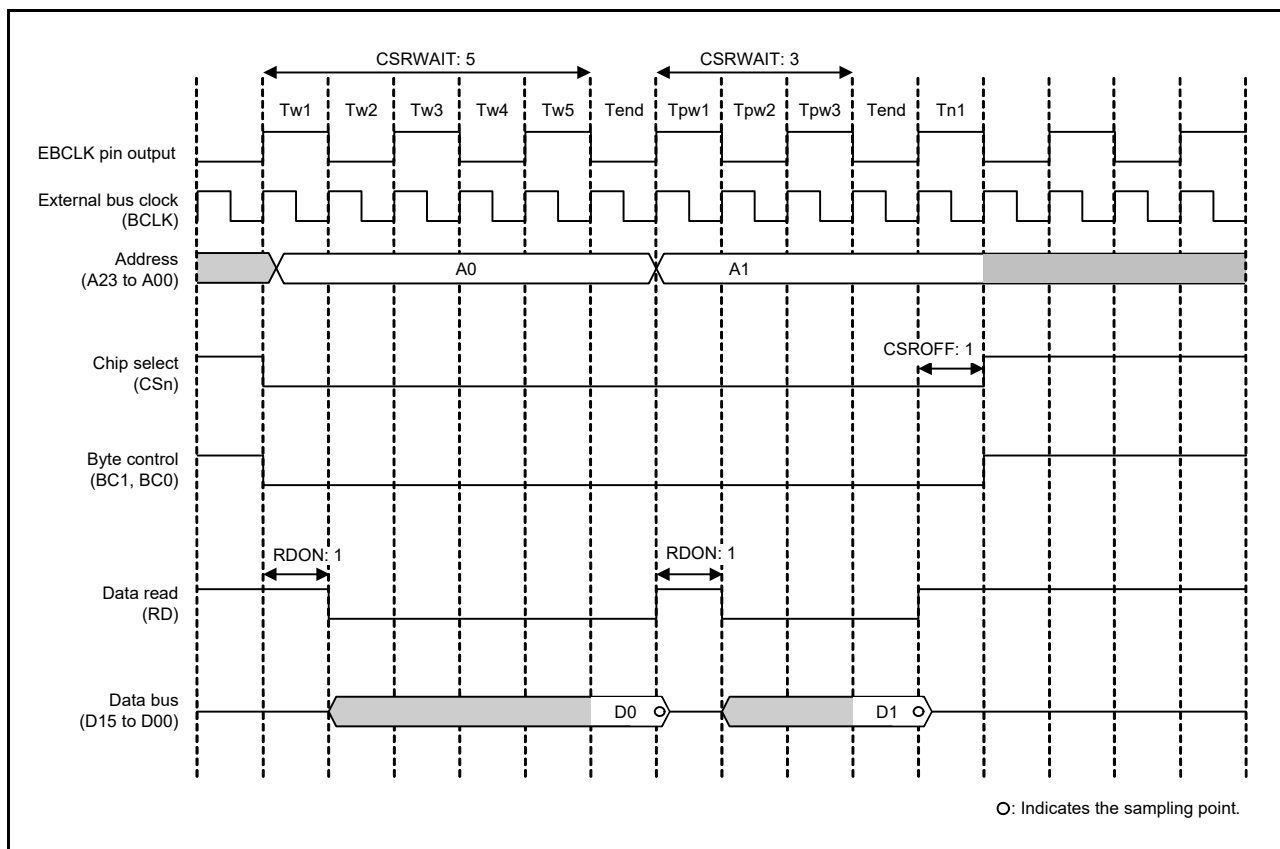 CSRWAIT: 5
CSRWAIT: 3
Tw1 Tw2 Tw3 Tw4 Tw5 Tend Tpw1 Tpw2 Tpw3 Tend Tn1
EBCLK pin output
External bus clock
(BCLK)
Address
(A23 to A00)
A0
A1
CSROFF: 1
Chip select
(CSn)
Byte control
(BC1, BC0)
RDON: 1
RDON: 1
Data read
(RD)
Data bus
(D15 to D00)
D0
D1
O: Indicates the sampling point.